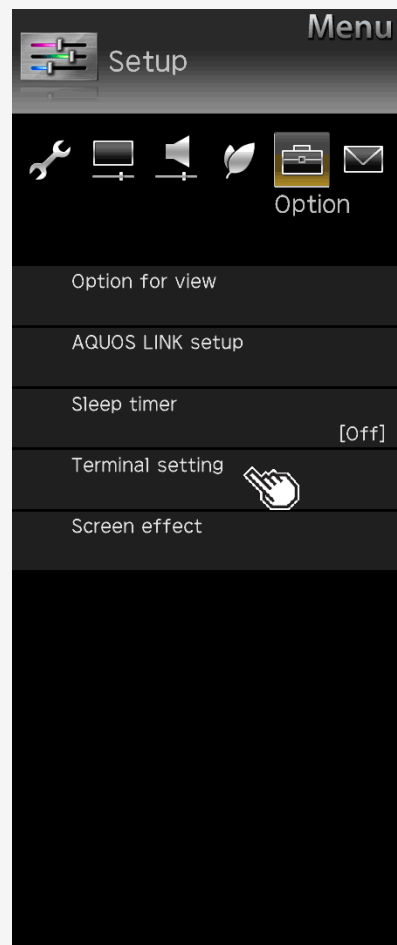 Menu
Setup
Option
Option for view
AQUOS LINK setup
Sleep timer
[Off]
Terminal setting
Screen effect